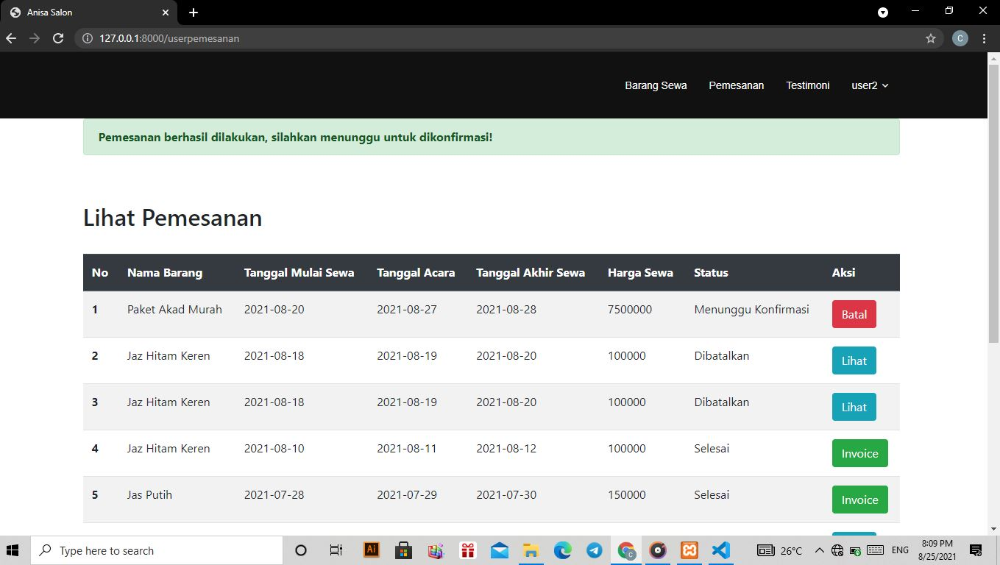 Anisa Salon
127.0.0.1:8000/userpemesanan
C
Barang Sewa Pemesanan Testimoni user2
Pemesanan berhasil dilakukan, silahkan menunggu untuk dikonfirmasi!
Lihat Pemesanan
No Nama Barang Tanggal Mulai Sewa Tanggal Acara Tanggal Akhir Sewa Harga Sewa Status Aksi
1 Paket Akad Murah 2021-08-20 2021-08-27 2021-08-28 7500000 Menunggu Konfirmasi Batal
2 Jaz Hitam Keren 2021-08-18 2021-08-19 2021-08-20 100000 Dibatalkan Lihat
3 Jaz Hitam Keren 2021-08-18 2021-08-19 2021-08-20 100000 Dibatalkan Lihat
4 Jaz Hitam Keren 2021-08-10 2021-08-11 2021-08-12 100000 Selesai Invoice
5 Jas Putih 2021-07-28 2021-07-29 2021-07-30 150000 Selesai Invoice
Type here to search Ai C 26°C ENG 8:09 PM
8/25/2021